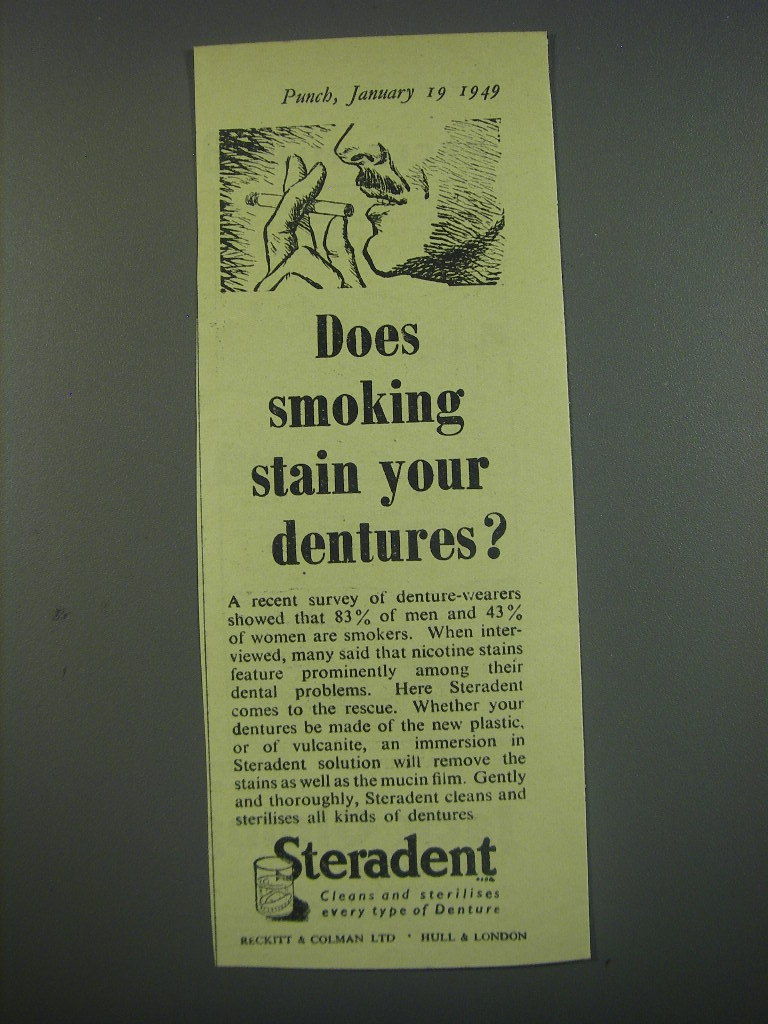 Punch, January 19 1949
Does
smoking
stain your
dentures?
A recent survey of denture-wearers
showed that 83% of men and 43%
of women are smokers. When inter-
viewed, many said that nicotine stains
feature prominently among their
dental problems. Here Steradent
comes to the rescue. Whether your
dentures be made of the new plastic,
or of vulcanite, an immersion in
Steradent solution will remove the
stains as well as the mucin film. Gently
and thoroughly, Steradent cleans and
sterilises all kinds of dentures
Steradent
Cleans and sterilises
every type of Denture
RECKITT & COLMAN LTD · HULL & LONDON